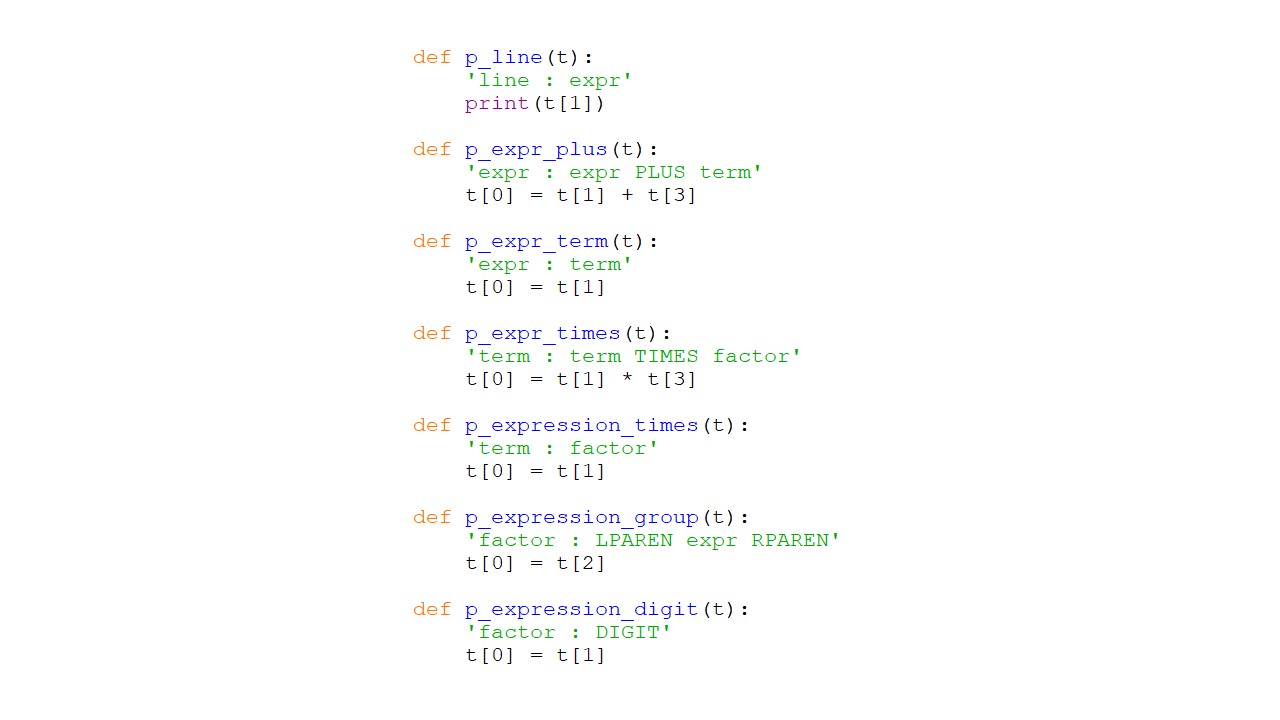 def p_line(t):
    'line : expr'
    print(t[1])

def p_expr_plus(t):
    'expr : expr PLUS term'
    t[0] = t[1] + t[3]

def p_expr_term(t):
    'expr : term'
    t[0] = t[1]

def p_expr_times(t):
    'term : term TIMES factor'
    t[0] = t[1] * t[3]

def p_expression_times(t):
    'term : factor'
    t[0] = t[1]

def p_expression_group(t):
    'factor : LPAREN expr RPAREN'
    t[0] = t[2]

def p_expression_digit(t):
    'factor : DIGIT'
    t[0] = t[1]